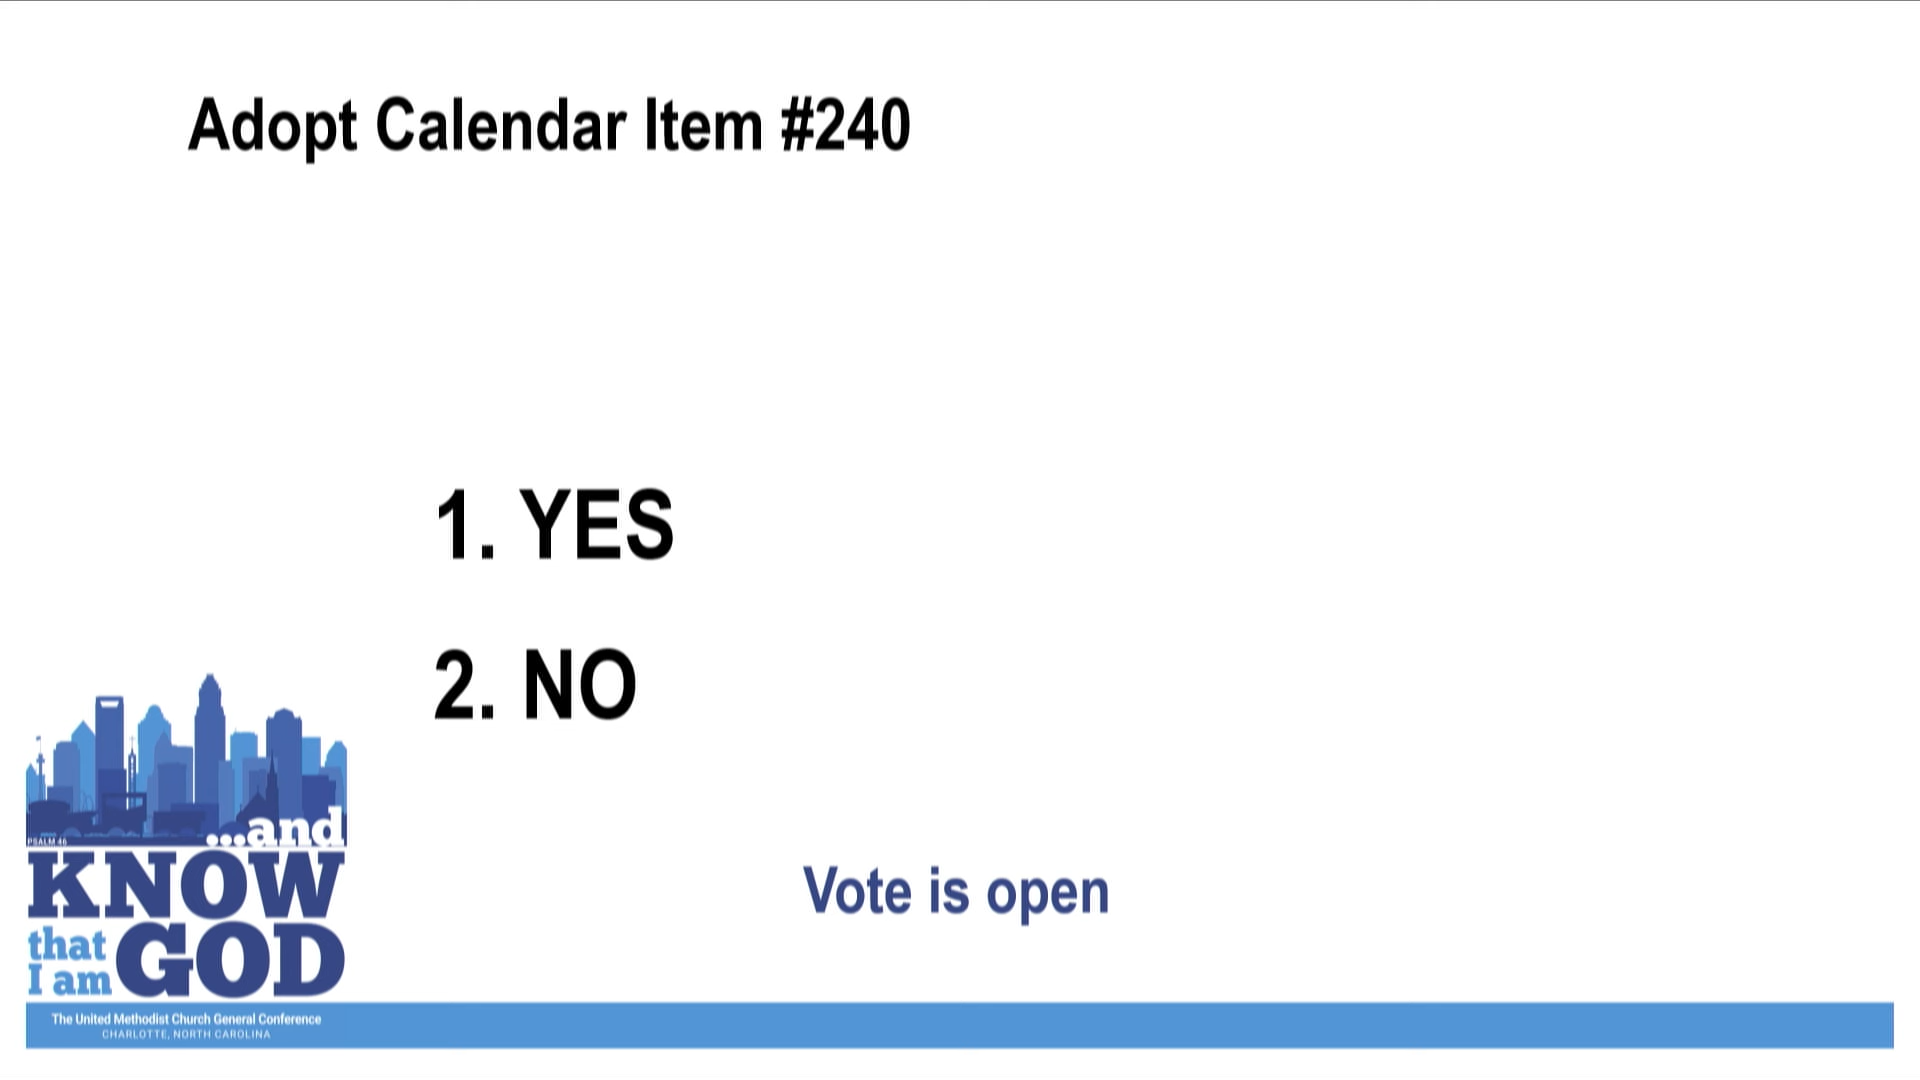 Adopt Calendar Item #240
1. YES
2. NO
PSALM 46
...and
KNOW
that
I am
GOD
Vote is open
The United Methodist Church General Conference
CHARLOTTE, NORTH CAROLINA